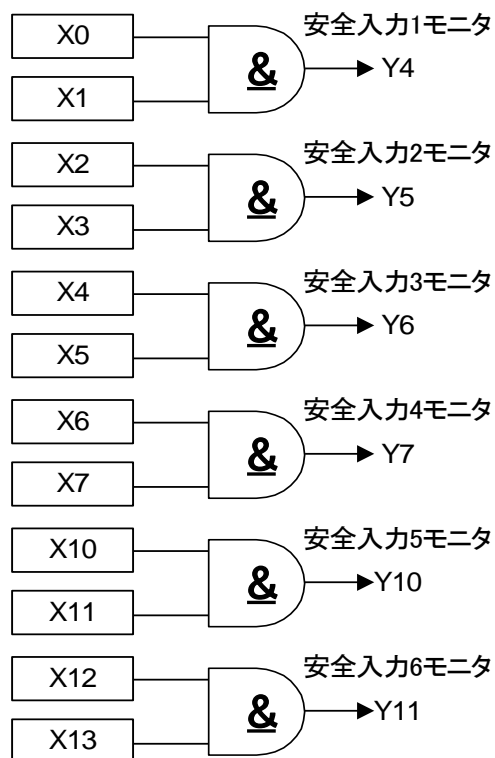 安全入力1モニタ
X0
&
Y4
X1
安全入力2モニタ
X2
&
Y5
X3
安全入力3モニタ
X4
&
Y6
X5
安全入力4モニタ
X6
&
Y7
X7
安全入力5モニタ
X10
&
Y10
X11
安全入力6モニタ
X12
&
Y11
X13